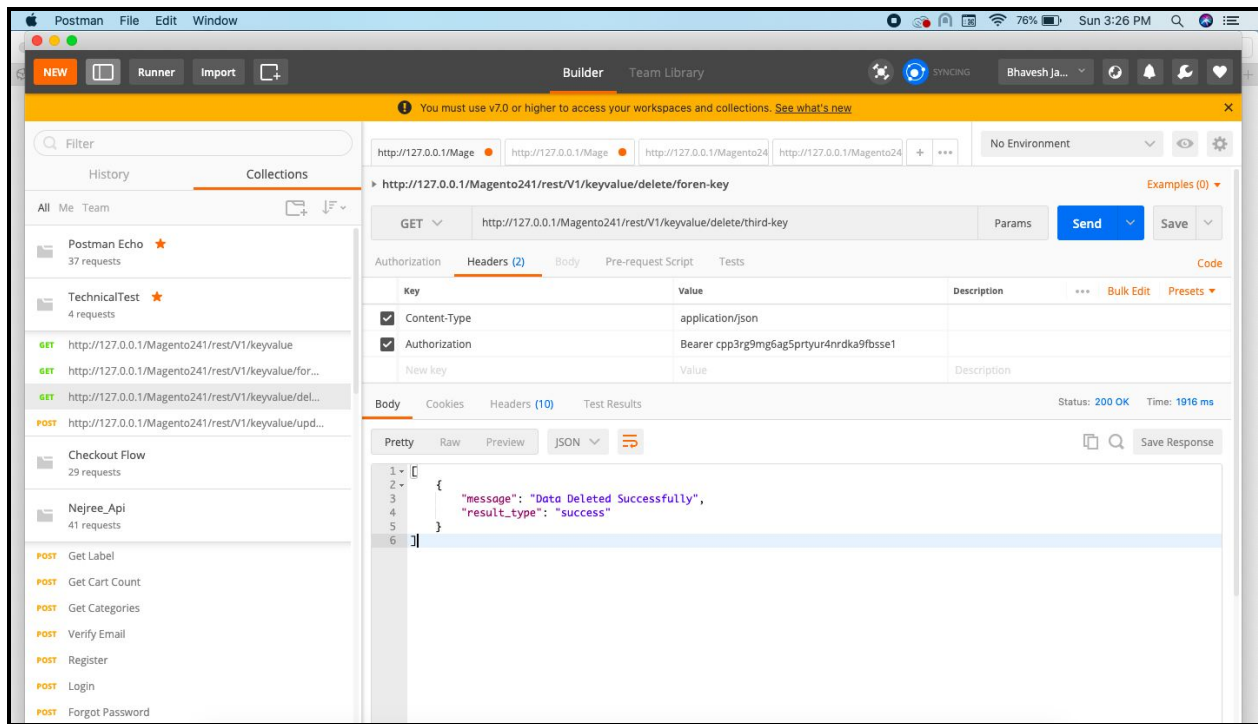 Postman File Edit Window 76% Sun 3:26 PM
NEW Runner Import Builder Team Library SYNCING Bhavesh Ja...
You must use v7.0 or higher to access your workspaces and collections. See what's new
Filter
History Collections
All Me Team
Postman Echo
37 requests
TechnicalTest
4 requests
GET http://127.0.0.1/Magento241/rest/V1/keyvalue
GET http://127.0.0.1/Magento241/rest/V1/keyvalue/for...
GET http://127.0.0.1/Magento241/rest/V1/keyvalue/del...
POST http://127.0.0.1/Magento241/rest/V1/keyvalue/upd...
Checkout Flow
29 requests
Nejree_Api
41 requests
POST Get Label
POST Get Cart Count
POST Get Categories
POST Verify Email
POST Register
POST Login
POST Forgot Password
http://127.0.0.1/Mage http://127.0.0.1/Mage http://127.0.0.1/Magento24 http://127.0.0.1/Magento24 + ...
No Environment
http://127.0.0.1/Magento241/rest/V1/keyvalue/delete/foren-key Examples (0)
GET http://127.0.0.1/Magento241/rest/V1/keyvalue/delete/third-key Params Send Save
Authorization Headers (2) Body Pre-request Script Tests Code
Key Value Description ... Bulk Edit Presets
Content-Type application/json
Authorization Bearer cpp3rg9mg6ag5prtyur4nrdka9fbsse1
New key Value Description
Body Cookies Headers (10) Test Results Status: 200 OK Time: 1916 ms
Pretty Raw Preview JSON Save Response
1 [
2 {
3 "message": "Data Deleted Successfully",
4 "result_type": "success"
5 }
6 ]